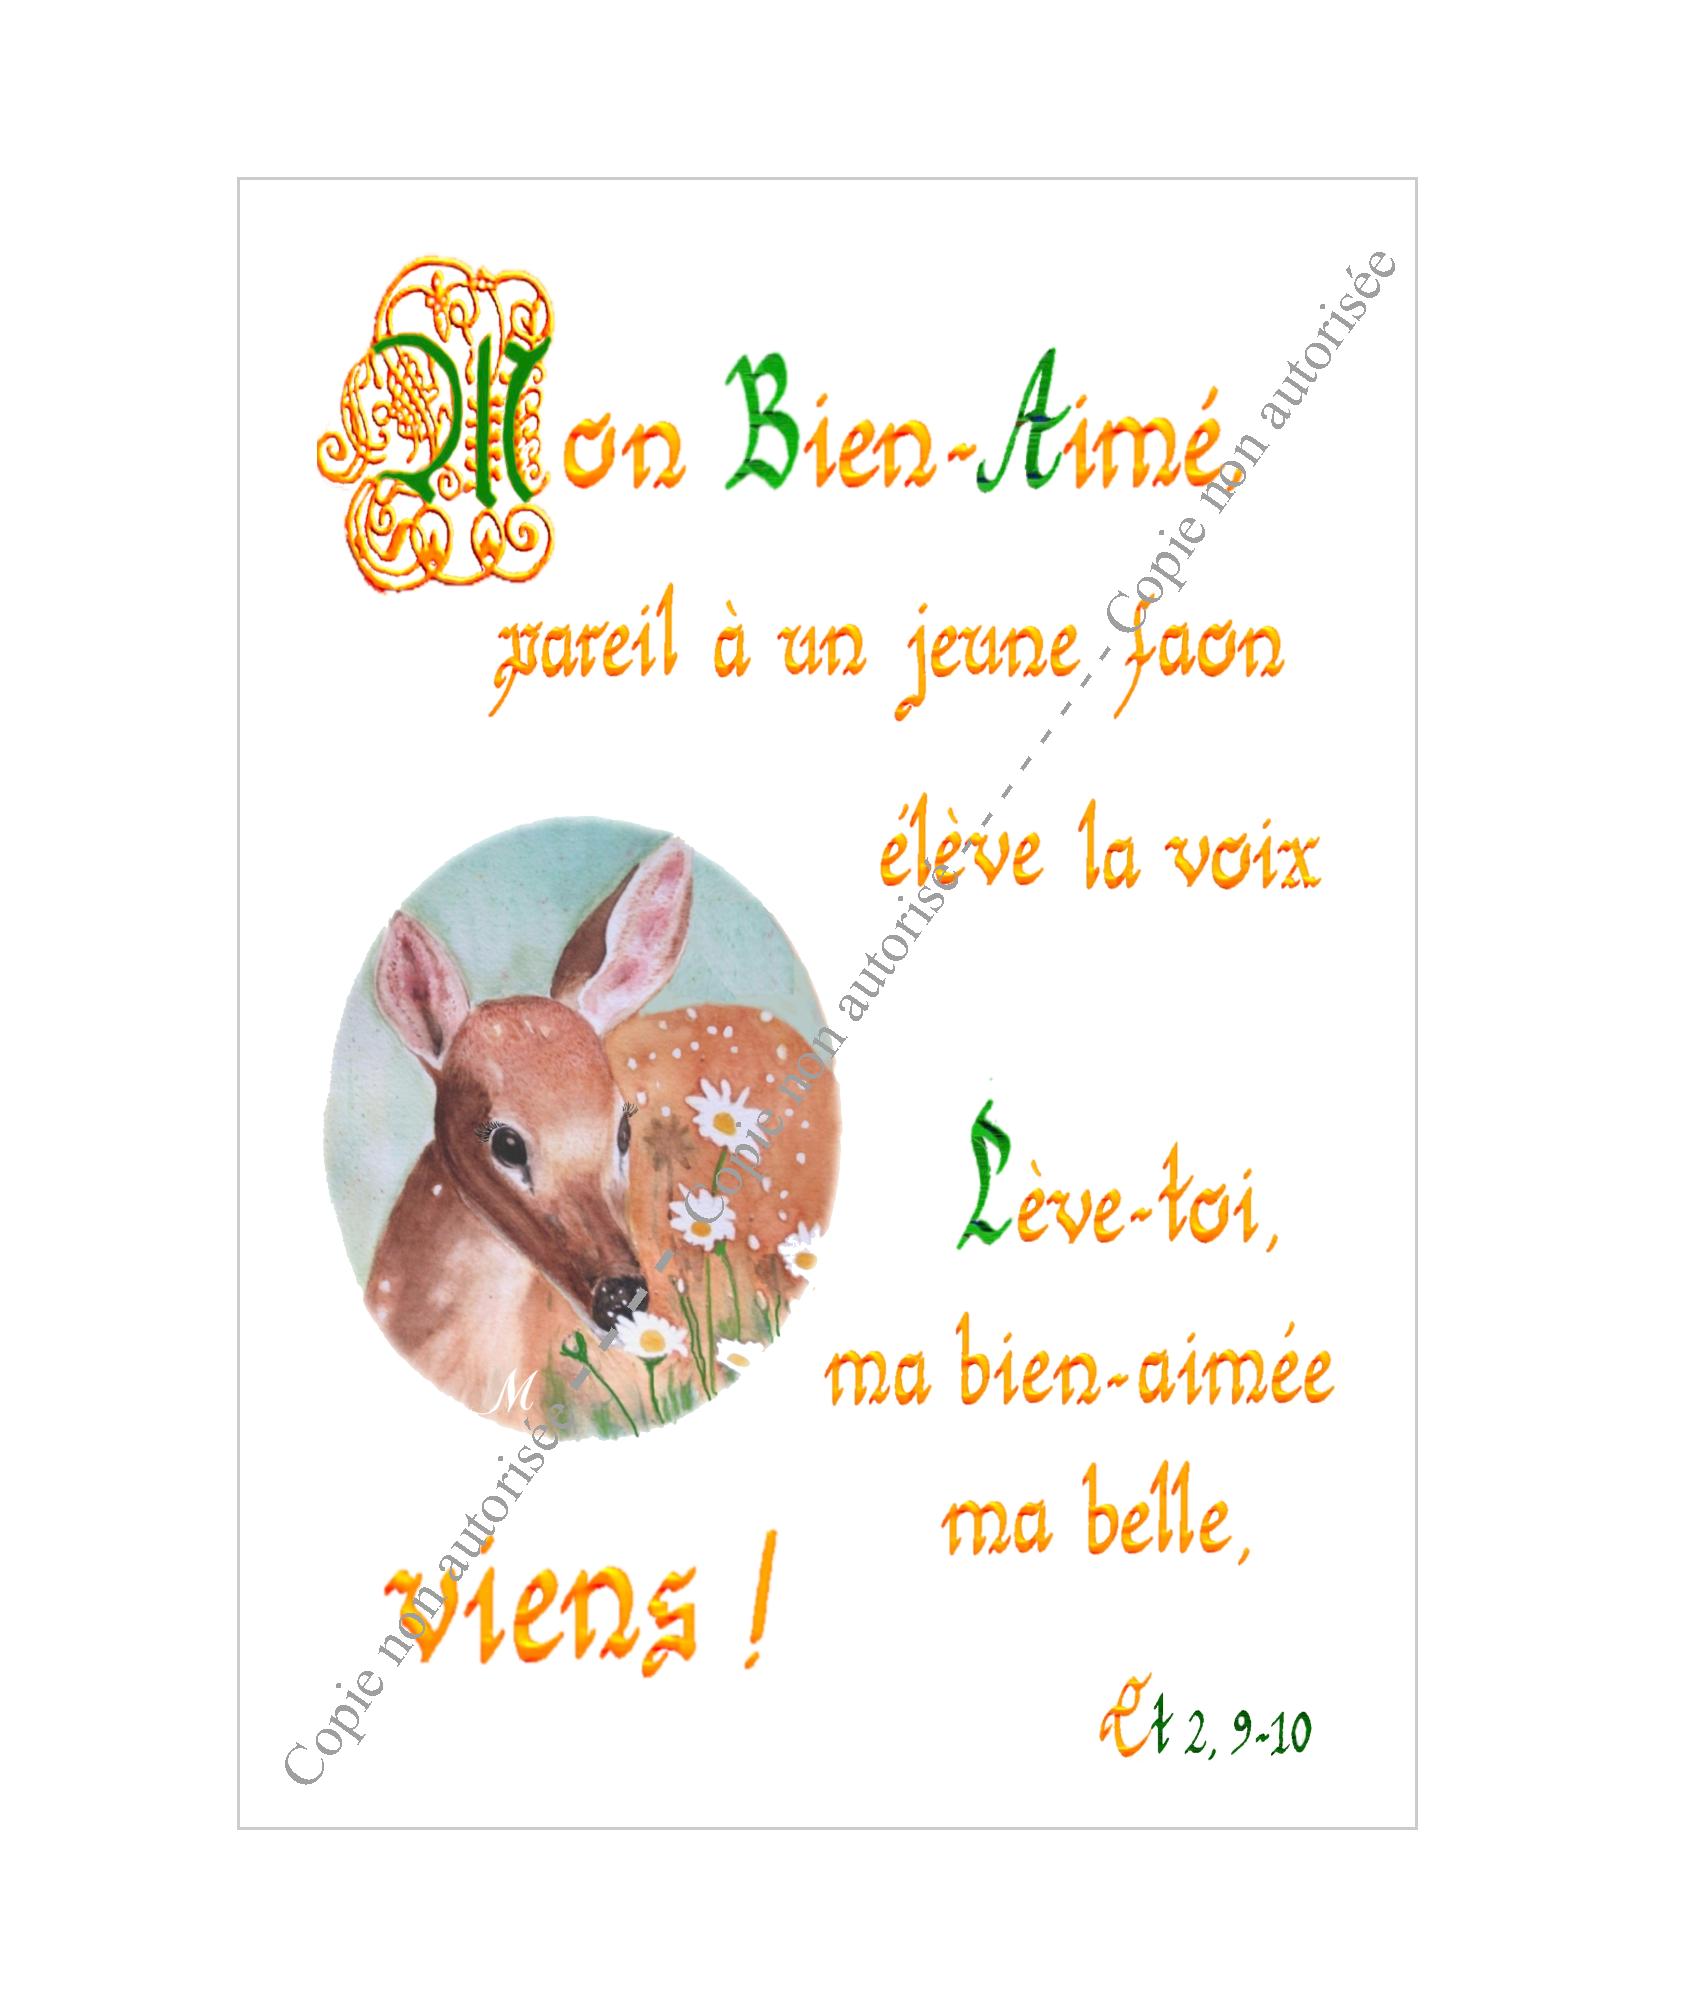 Mon Bien-Aimé,
pareil à un jeune faon
élève la voix
Lève-toi,
ma bien-aimée
ma belle,
viens !
Ct 2, 9-10
M
Copie non autorisée - - - - Copie non autorisée - - - - - - - Copie non autorisée